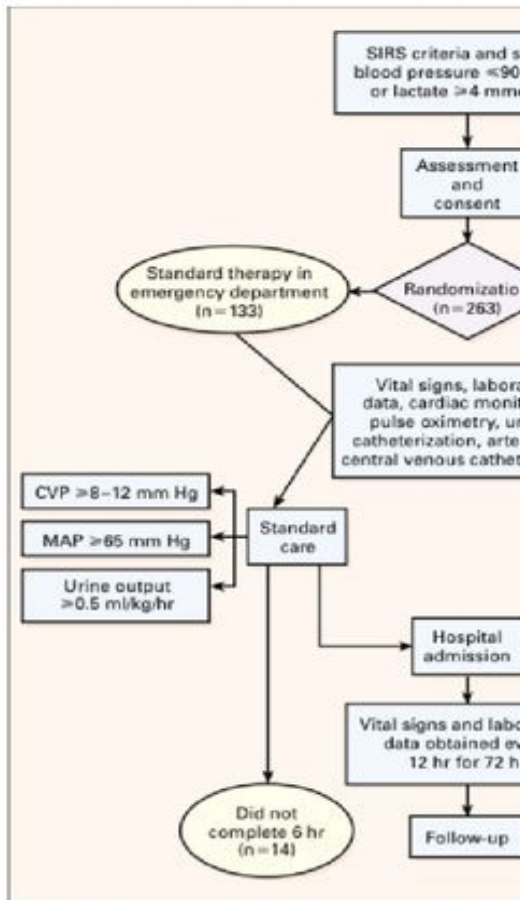 SIRS criteria and s
blood pressure ≤90
or lactate ≥4 mm
Assessment
and
consent
Standard therapy in
emergency department
(n=133)
Randomizatio
(n=263)
Vital signs, labora
data, cardiac monit
pulse oximetry, ur
catheterization, arte
central venous cathet
CVP ≥8–12 mm Hg
MAP ≥65 mm Hg
Urine output
≥0.5 ml/kg/hr
Standard
care
Hospital
admission
Vital signs and labo
data obtained ev
12 hr for 72 h
Did not
complete 6 hr
(n=14)
Follow-up